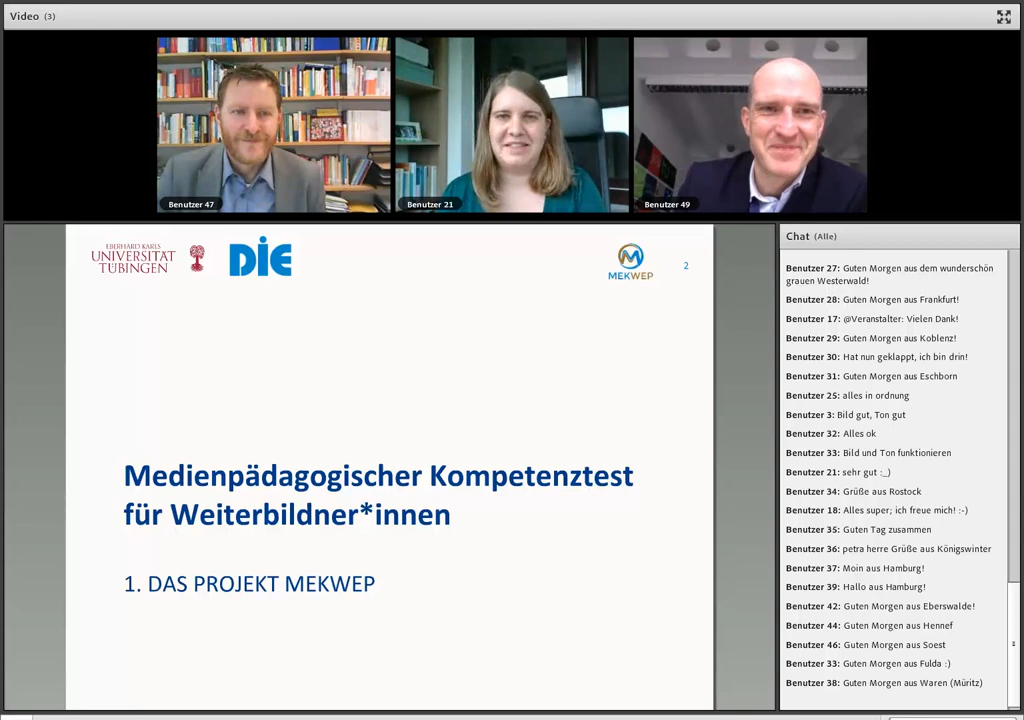 Video (3)
Benutzer 47
Benutzer 21
Benutzer 49
EBERHARD KARLS
UNIVERSITÄT
TÜBINGEN
DIE
MEKWEP
2
Medienpädagogischer Kompetenztest
für Weiterbildner*innen
1. DAS PROJEKT MEKWEP
Chat (Alle)
Benutzer 27: Guten Morgen aus dem wunderschön
grauen Westerwald!
Benutzer 28: Guten Morgen aus Frankfurt!
Benutzer 17: @Veranstalter: Vielen Dank!
Benutzer 29: Guten Morgen aus Koblenz!
Benutzer 30: Hat nun geklappt, ich bin drin!
Benutzer 31: Guten Morgen aus Eschborn
Benutzer 25: alles in ordnung
Benutzer 3: Bild gut, Ton gut
Benutzer 32: Alles ok
Benutzer 33: Bild und Ton funktionieren
Benutzer 21: sehr gut :_)
Benutzer 34: Grüße aus Rostock
Benutzer 18: Alles super; ich freue mich! :-)
Benutzer 35: Guten Tag zusammen
Benutzer 36: petra herre Grüße aus Königswinter
Benutzer 37: Moin aus Hamburg!
Benutzer 39: Hallo aus Hamburg!
Benutzer 42: Guten Morgen aus Eberswalde!
Benutzer 44: Guten Morgen aus Hennef
Benutzer 46: Guten Morgen aus Soest
Benutzer 33: Guten Morgen aus Fulda :)
Benutzer 38: Guten Morgen aus Waren (Müritz)